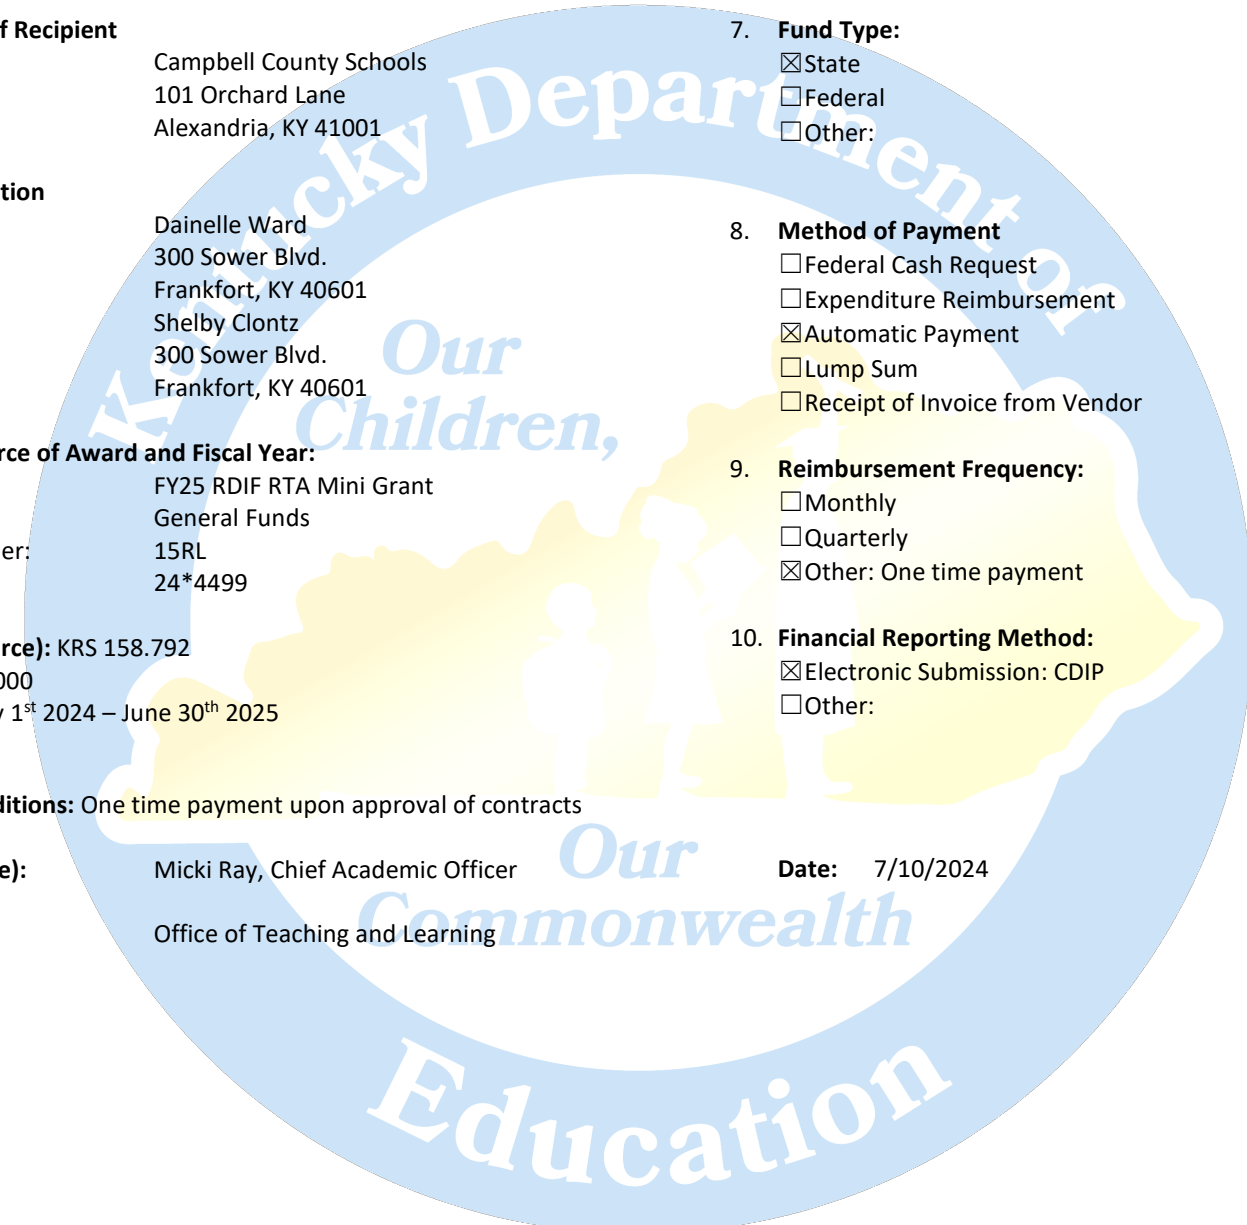 f Recipient
Campbell County Schools
101 Orchard Lane
Alexandria, KY 41001
tion
Dainelle Ward
300 Sower Blvd.
Frankfort, KY 40601
Shelby Clontz
300 Sower Blvd.
Frankfort, KY 40601
rce of Award and Fiscal Year:
FY25 RDIF RTA Mini Grant
General Funds
er: 15RL
24*4499
rce): KRS 158.792
000
y 1st 2024 – June 30th 2025
ditions: One time payment upon approval of contracts
e): Micki Ray, Chief Academic Officer
Office of Teaching and Learning
7. Fund Type:
☒State
☐Federal
☐Other:
8. Method of Payment
☐Federal Cash Request
☐Expenditure Reimbursement
☒Automatic Payment
☐Lump Sum
☐Receipt of Invoice from Vendor
9. Reimbursement Frequency:
☐Monthly
☐Quarterly
☒Other: One time payment
10. Financial Reporting Method:
☒Electronic Submission: CDIP
☐Other:
Date: 7/10/2024
Kentucky Department of
Education
Our
Children,
Our
Commonwealth